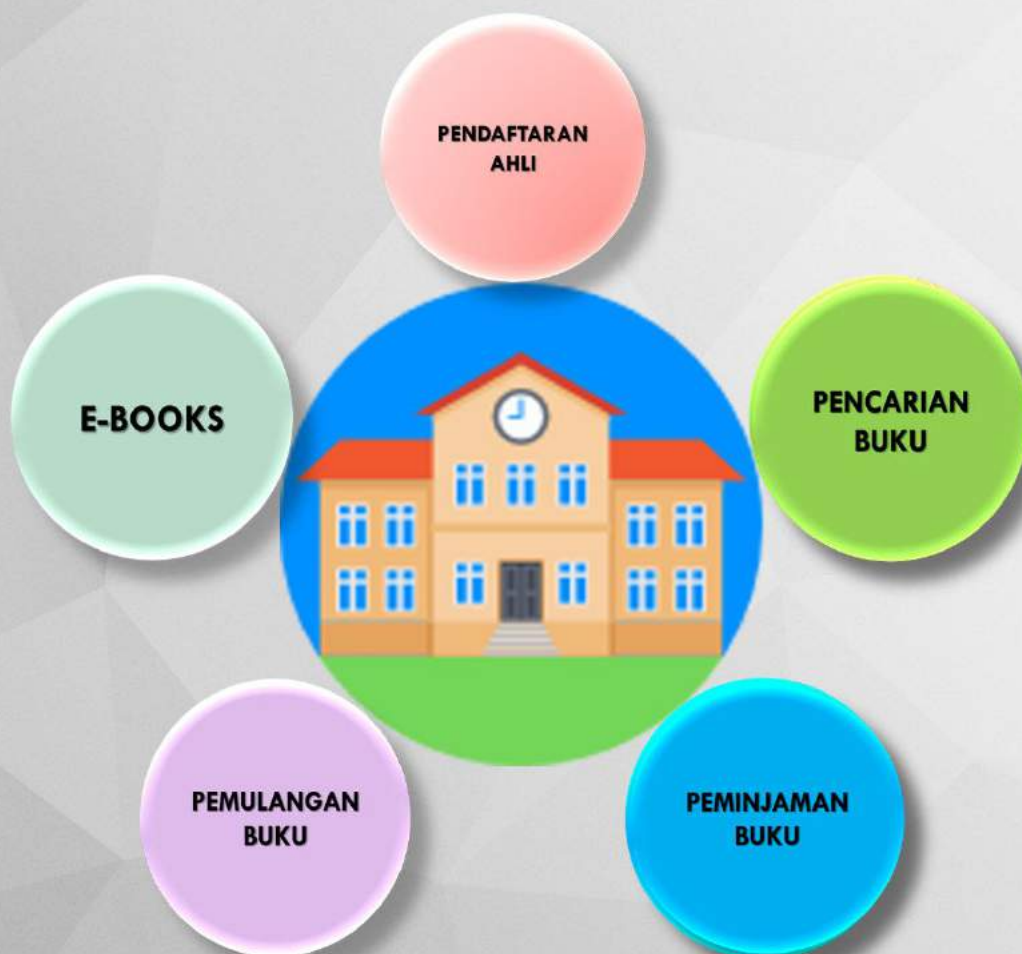 PENDAFTARAN
AHLI
E-BOOKS
PENCARIAN
BUKU
PEMULANGAN
BUKU
PEMINJAMAN
BUKU